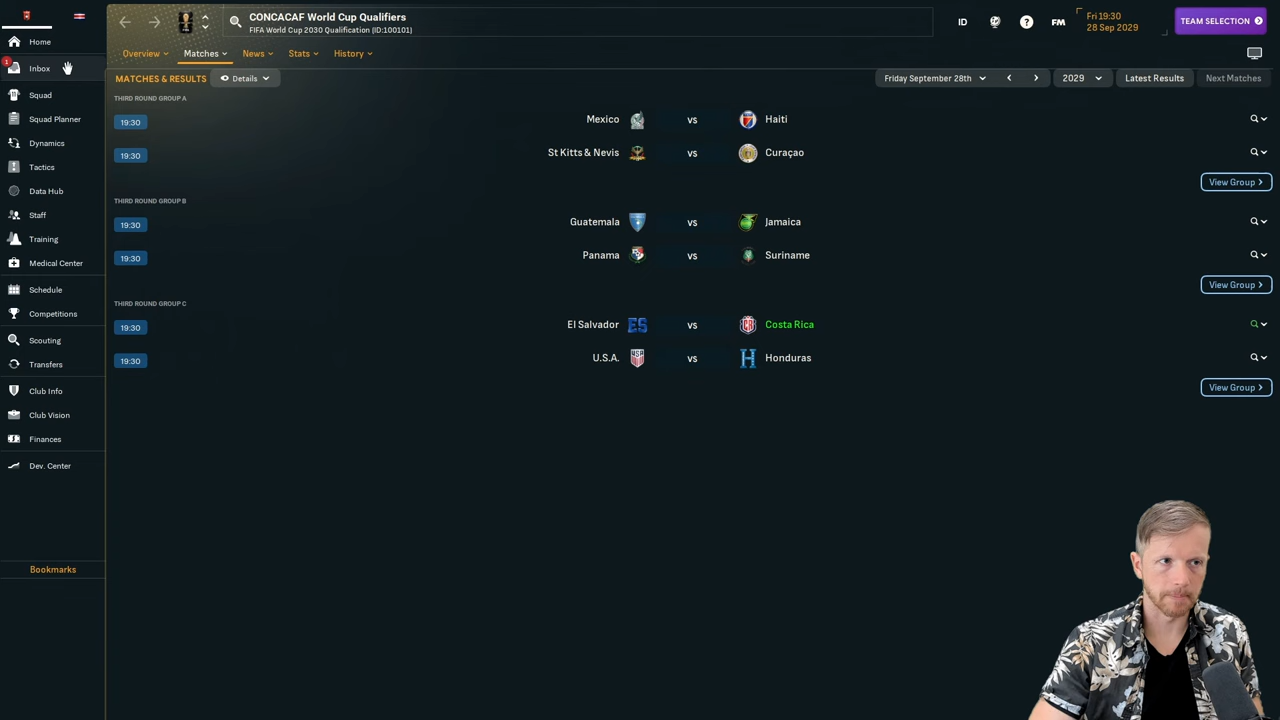 CONCACAF World Cup Qualifiers
FIFA World Cup 2030 Qualification (ID:100101)
ID
FM
Fri 19:30
28 Sep 2029
TEAM SELECTION
Overview
Matches
News
Stats
History
MATCHES & RESULTS
Details
Friday September 28th
2029
Latest Results
Next Matches
1
Home
Inbox
Squad
Squad Planner
Dynamics
Tactics
Data Hub
Staff
Training
Medical Center
Schedule
Competitions
Scouting
Transfers
Club Info
Club Vision
Finances
Dev. Center
Bookmarks
THIRD ROUND GROUP A
19:30 Mexico vs Haiti
19:30 St Kitts & Nevis vs Curaçao
View Group
THIRD ROUND GROUP B
19:30 Guatemala vs Jamaica
19:30 Panama vs Suriname
View Group
THIRD ROUND GROUP C
19:30 El Salvador vs Costa Rica
19:30 U.S.A. vs Honduras
View Group